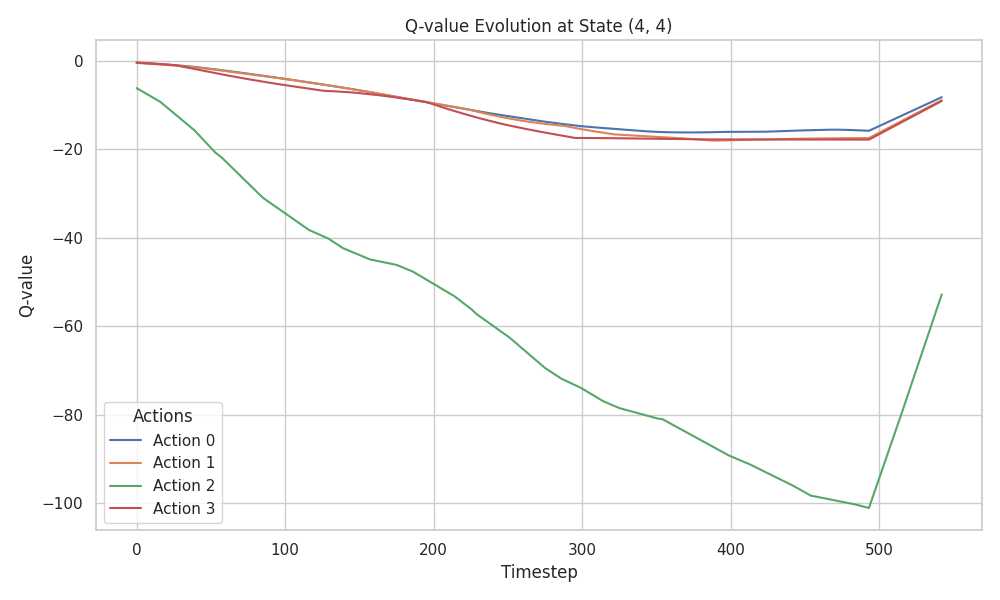 Q-value Evolution at State (4, 4)
0
−20
−40
−60
−80
−100
Q-value
Actions
Action 0
Action 1
Action 2
Action 3
0
100
200
300
400
500
Timestep